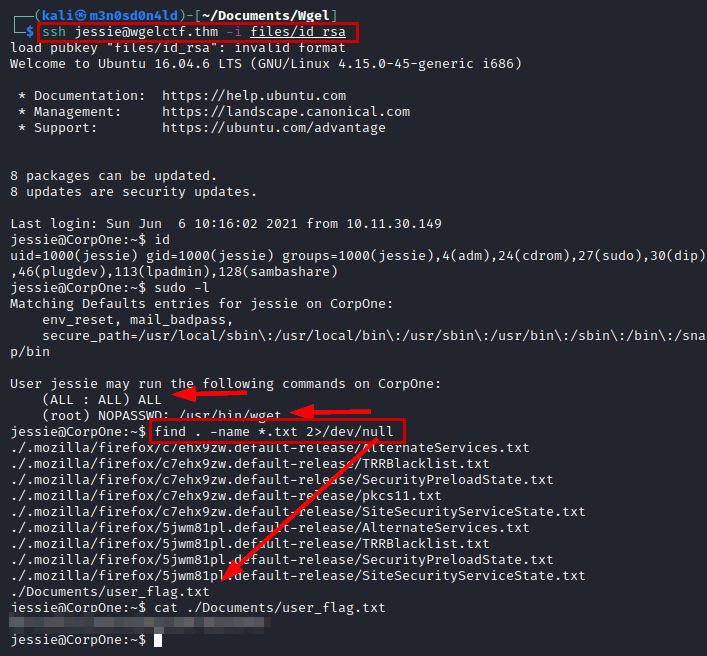 ┌──(kali㉿m3n0sd0n4ld)-[~/Documents/Wgel]
└─$ ssh jessie@wgelctf.thm -i files/id_rsa
load pubkey "files/id_rsa": invalid format
Welcome to Ubuntu 16.04.6 LTS (GNU/Linux 4.15.0-45-generic i686)
* Documentation:  https://help.ubuntu.com
* Management:     https://landscape.canonical.com
* Support:        https://ubuntu.com/advantage
8 packages can be updated.
8 updates are security updates.
Last login: Sun Jun  6 10:16:02 2021 from 10.11.30.149
jessie@CorpOne:~$ id
uid=1000(jessie) gid=1000(jessie) groups=1000(jessie),4(adm),24(cdrom),27(sudo),30(dip)
,46(plugdev),113(lpadmin),128(sambashare)
jessie@CorpOne:~$ sudo -l
Matching Defaults entries for jessie on CorpOne:
env_reset, mail_badpass,
secure_path=/usr/local/sbin\:/usr/local/bin\:/usr/sbin\:/usr/bin\:/sbin\:/bin\:/sna
p/bin
User jessie may run the following commands on CorpOne:
(ALL : ALL) ALL
(root) NOPASSWD: /usr/bin/wget
jessie@CorpOne:~$ find . -name *.txt 2>/dev/null
./.mozilla/firefox/c7ehx9zw.default-release/AlternateServices.txt
./.mozilla/firefox/c7ehx9zw.default-release/TRRBlacklist.txt
./.mozilla/firefox/c7ehx9zw.default-release/SecurityPreloadState.txt
./.mozilla/firefox/c7ehx9zw.default-release/pkcs11.txt
./.mozilla/firefox/c7ehx9zw.default-release/SiteSecurityServiceState.txt
./.mozilla/firefox/5jwm81pl.default-release/AlternateServices.txt
./.mozilla/firefox/5jwm81pl.default-release/TRRBlacklist.txt
./.mozilla/firefox/5jwm81pl.default-release/SecurityPreloadState.txt
./.mozilla/firefox/5jwm81pl.default-release/SiteSecurityServiceState.txt
./Documents/user_flag.txt
jessie@CorpOne:~$ cat ./Documents/user_flag.txt
jessie@CorpOne:~$